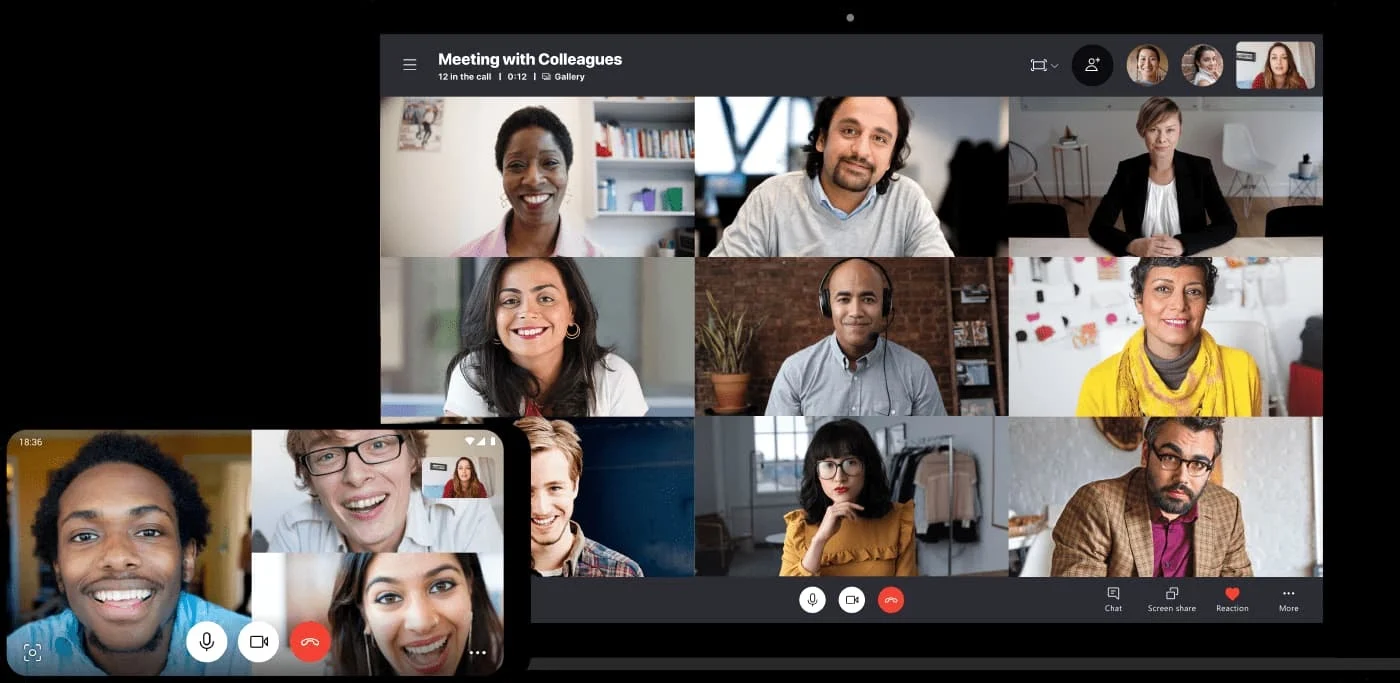 Meeting with Colleagues
12 in the call | 0:12 | Gallery
18:36
Chat
Screen share
Reaction
More